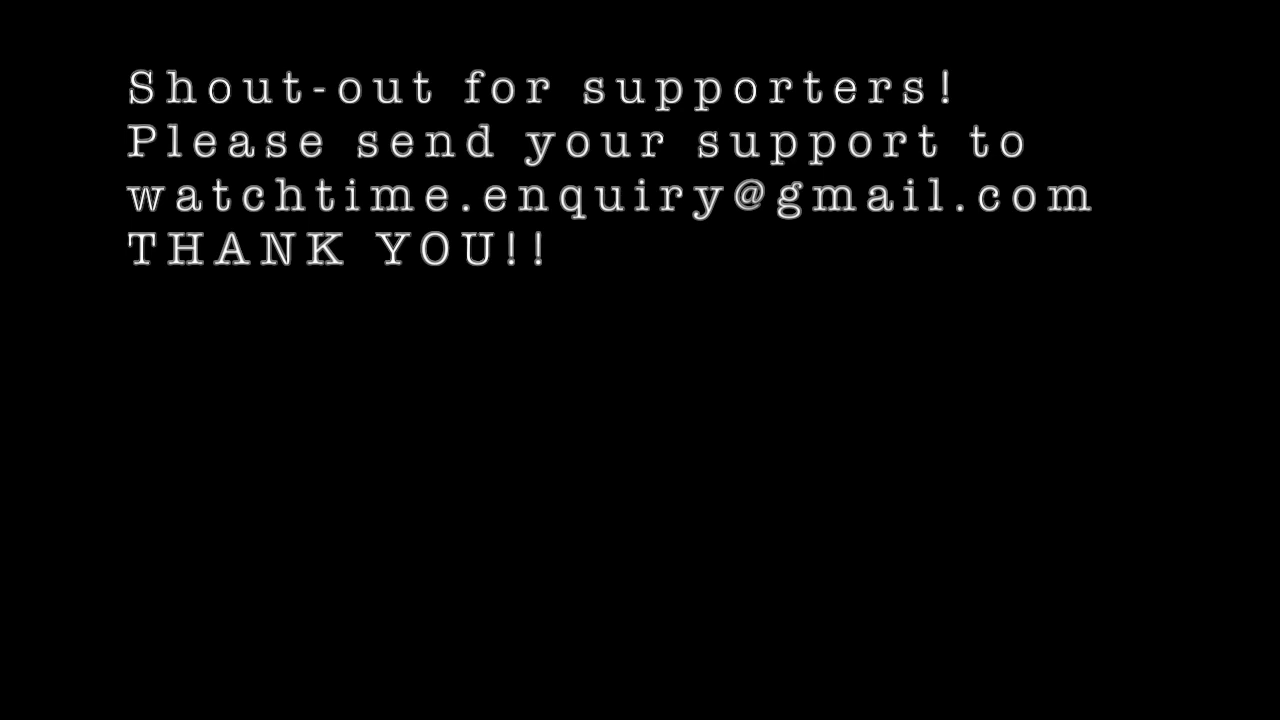 Shout-out for supporters!
Please send your support to
watchtime.enquiry@gmail.com
THANK YOU!!